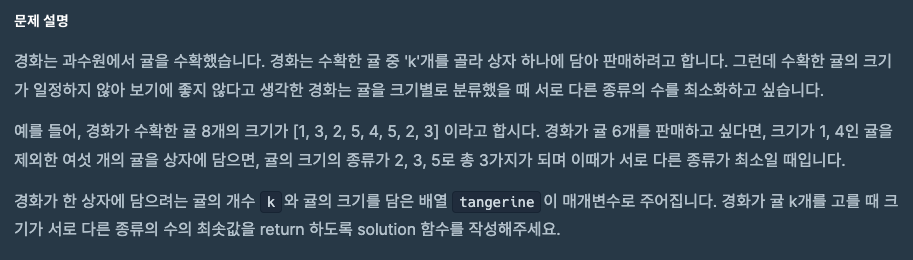 문제 설명
경화는 과수원에서 귤을 수확했습니다. 경화는 수확한 귤 중 'k'개를 골라 상자 하나에 담아 판매하려고 합니다. 그런데 수확한 귤의 크기
가 일정하지 않아 보기에 좋지 않다고 생각한 경화는 귤을 크기별로 분류했을 때 서로 다른 종류의 수를 최소화하고 싶습니다.
예를 들어, 경화가 수확한 귤 8개의 크기가 [1, 3, 2, 5, 4, 5, 2, 3] 이라고 합시다. 경화가 귤 6개를 판매하고 싶다면, 크기가 1, 4인 귤을
제외한 여섯 개의 귤을 상자에 담으면, 귤의 크기의 종류가 2, 3, 5로 총 3가지가 되며 이때가 서로 다른 종류가 최소일 때입니다.
경화가 한 상자에 담으려는 귤의 개수 k 와 귤의 크기를 담은 배열 tangerine 이 매개변수로 주어집니다. 경화가 귤 k개를 고를 때 크
기가 서로 다른 종류의 수의 최솟값을 return 하도록 solution 함수를 작성해주세요.